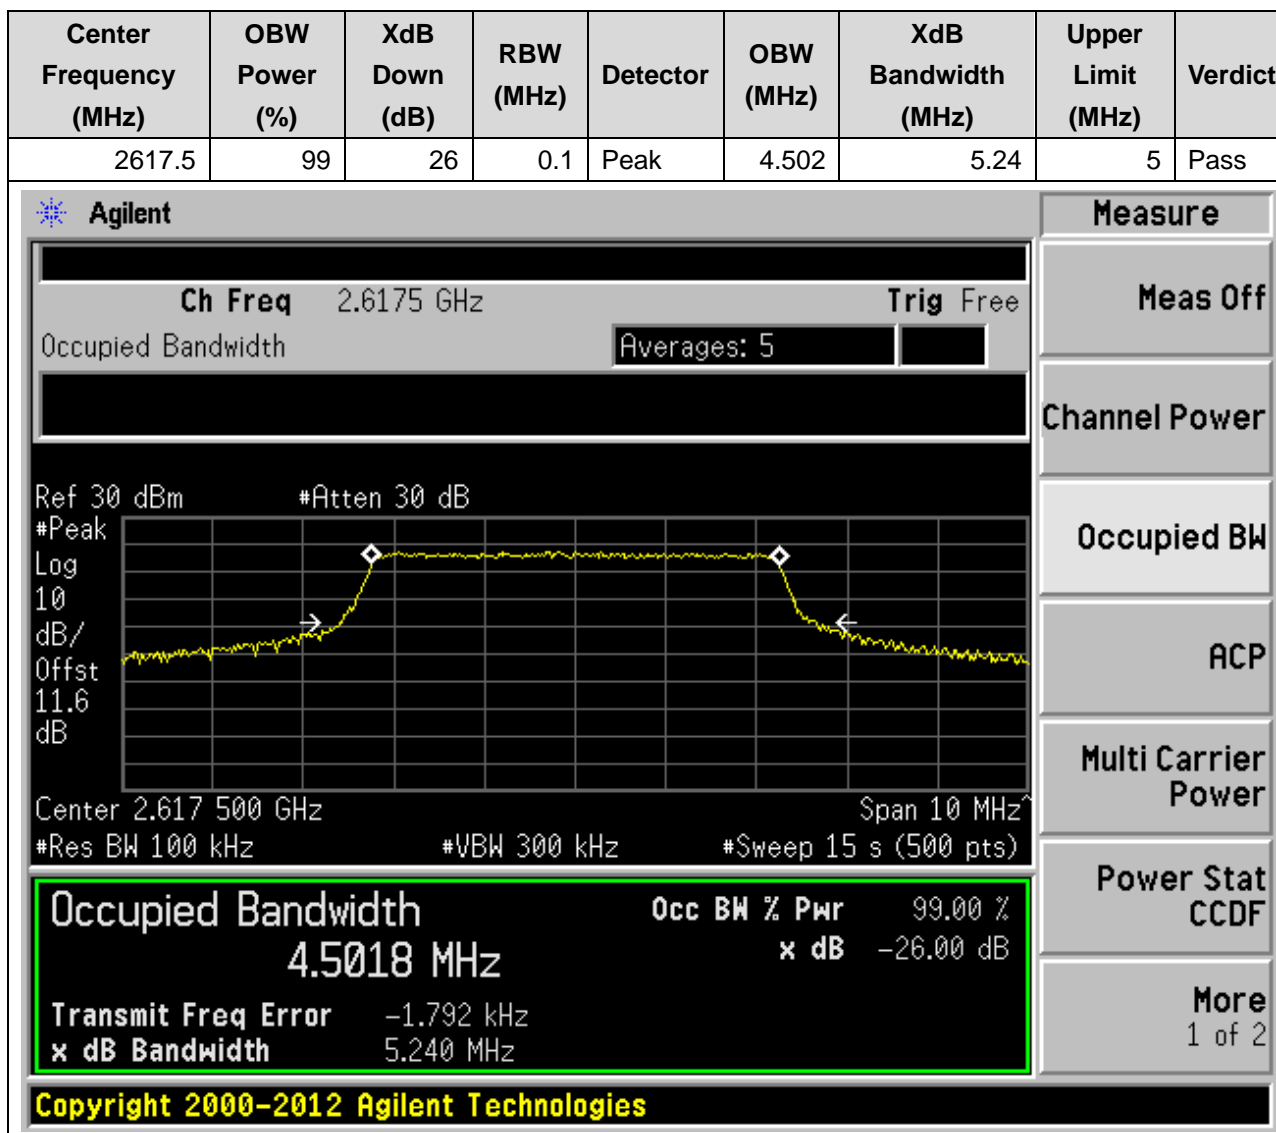 Center Frequency (MHz) OBW Power (%) XdB Down (dB) RBW (MHz) Detector OBW (MHz) XdB Bandwidth (MHz) Upper Limit (MHz) Verdict
2617.5 99 26 0.1 Peak 4.502 5.24 5 Pass
Agilent
Measure
Ch Freq 2.6175 GHz Trig Free
Meas Off
Occupied Bandwidth Averages: 5
Channel Power
Ref 30 dBm #Atten 30 dB
#Peak
Log
10
dB/
Offst
11.6
dB
Occupied BW
ACP
Multi Carrier
Power
Center 2.617 500 GHz Span 10 MHz^
#Res BW 100 kHz #VBW 300 kHz #Sweep 15 s (500 pts)
Power Stat
CCDF
Occupied Bandwidth Occ BW % Pwr 99.00 %
4.5018 MHz x dB -26.00 dB
Transmit Freq Error -1.792 kHz
x dB Bandwidth 5.240 MHz
More
1 of 2
Copyright 2000-2012 Agilent Technologies